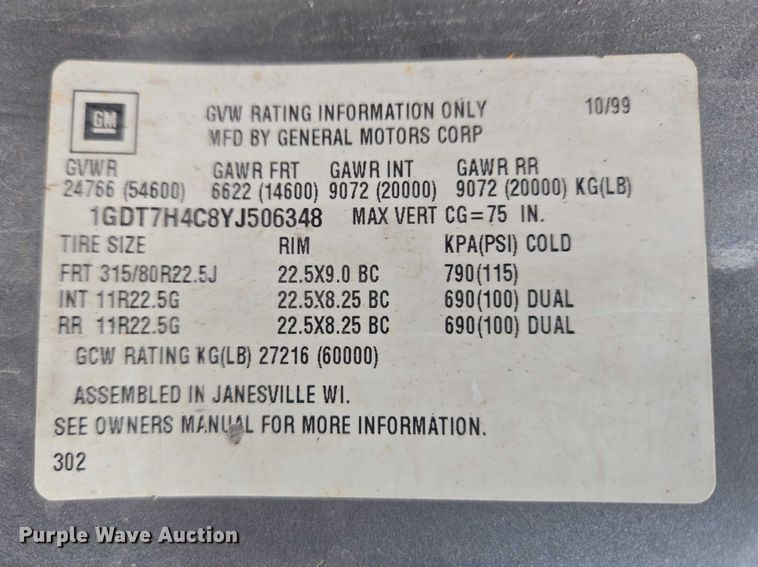 GM
GVW RATING INFORMATION ONLY 10/99
MFD BY GENERAL MOTORS CORP
GVWR GAWR FRT GAWR INT GAWR RR
24766 (54600) 6622 (14600) 9072 (20000) 9072 (20000) KG(LB)
1GDT7H4C8YJ506348 MAX VERT CG=75 IN.
TIRE SIZE RIM KPA(PSI) COLD
FRT 315/80R22.5J 22.5X9.0 BC 790(115)
INT 11R22.5G 22.5X8.25 BC 690(100) DUAL
RR 11R22.5G 22.5X8.25 BC 690(100) DUAL
GCW RATING KG(LB) 27216 (60000)
ASSEMBLED IN JANESVILLE WI.
SEE OWNERS MANUAL FOR MORE INFORMATION.
302
Purple Wave Auction